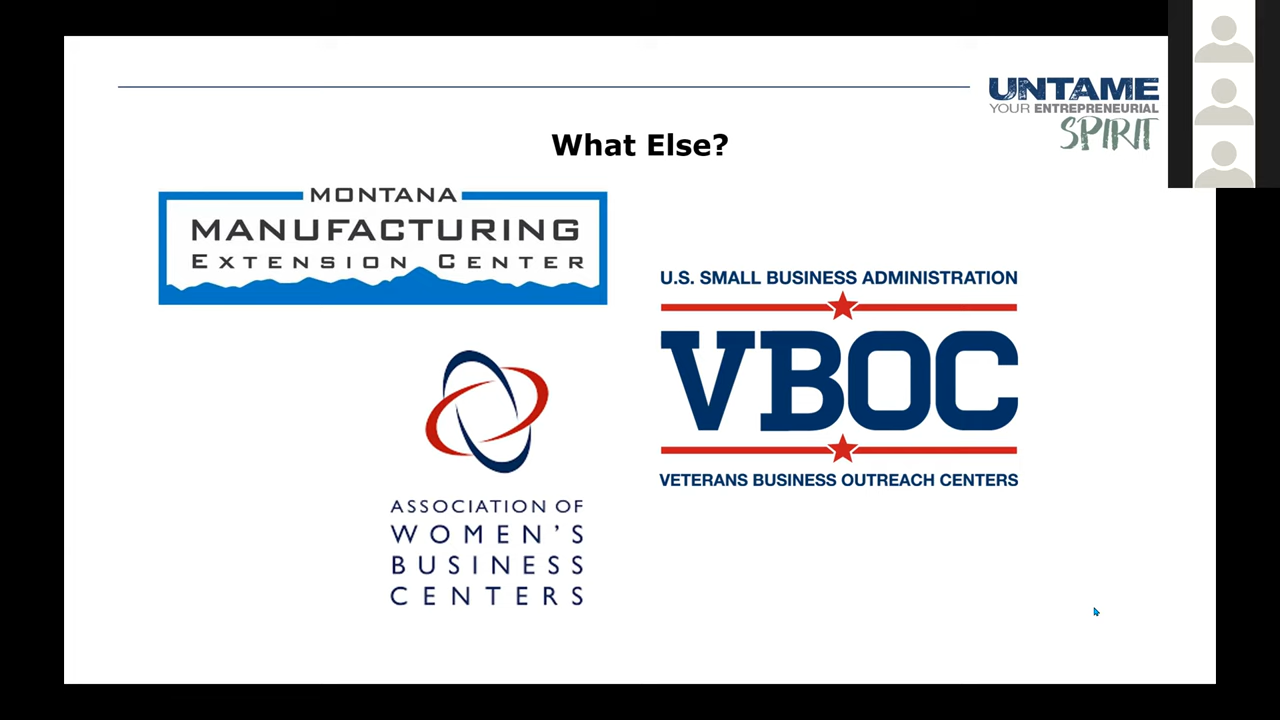 UNTAME
YOUR ENTREPRENEURIAL
SPIRIT
What Else?
MONTANA
MANUFACTURING
EXTENSION CENTER
U.S. SMALL BUSINESS ADMINISTRATION
VBOC
VETERANS BUSINESS OUTREACH CENTERS
ASSOCIATION OF
WOMEN'S
BUSINESS
CENTERS